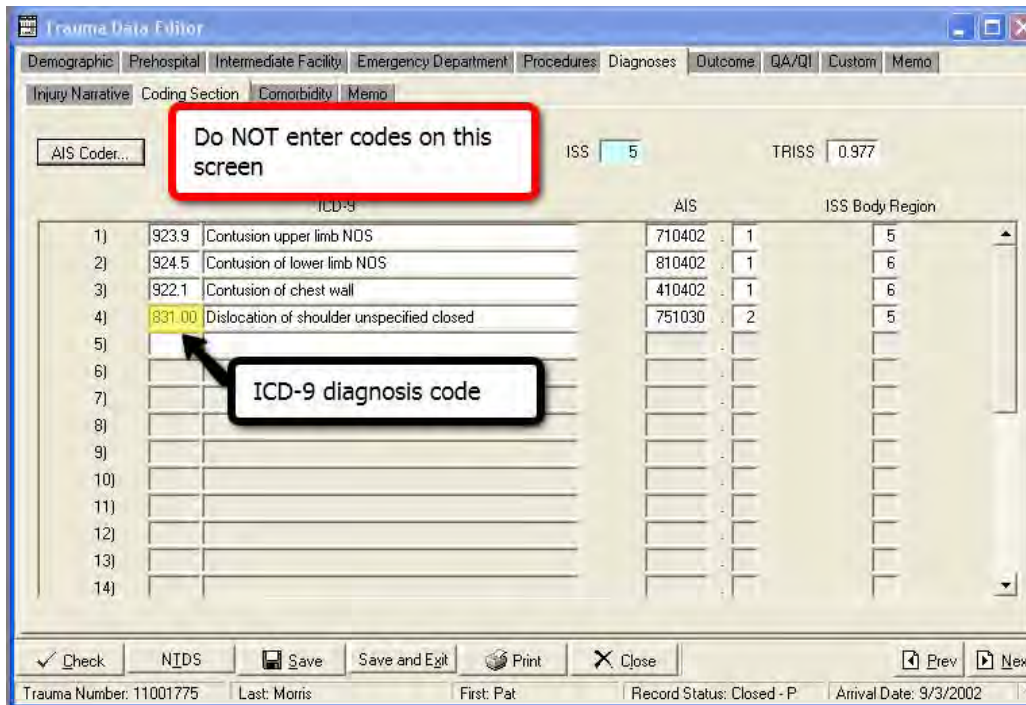 Trauma Data Editor
Demographic Prehospital Intermediate Facility Emergency Department Procedures Diagnoses Outcome QA/QI Custom Memo
Injury Narrative Coding Section Comorbidity Memo
AIS Coder...
Do NOT enter codes on this
screen
ISS 5 TRISS 0.977
ICD-9 AIS ISS Body Region
1) 923.9 Contusion upper limb NOS 710402 . 1 5
2) 924.5 Contusion of lower limb NOS 810402 . 1 6
3) 922.1 Contusion of chest wall 410402 . 1 6
4) 831.00 Dislocation of shoulder unspecified closed 751030 . 2 5
5) .
6) .
7) .
ICD-9 diagnosis code
8) .
9) .
10) .
11) .
12) .
13) .
14) .
Check NTDS Save Save and Exit Print Close Prev Nex
Trauma Number: 11001775 Last: Morris First: Pat Record Status: Closed - P Arrival Date: 9/3/2002